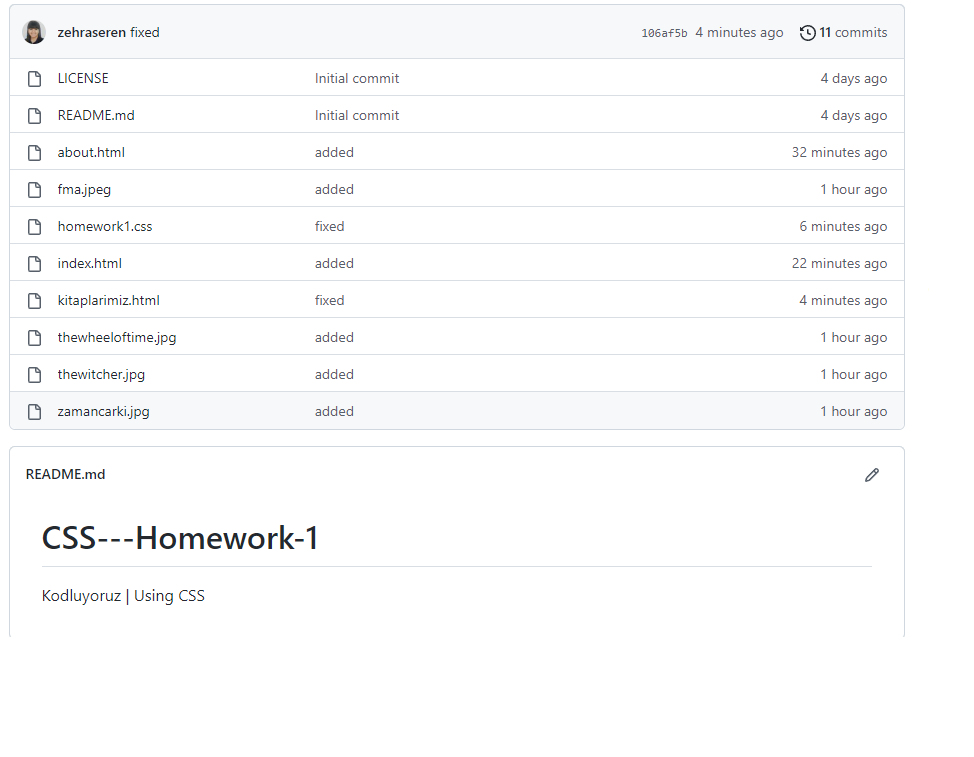 zehraseren fixed 106af5b 4 minutes ago 11 commits
LICENSE Initial commit 4 days ago
README.md Initial commit 4 days ago
about.html added 32 minutes ago
fma.jpeg added 1 hour ago
homework1.css fixed 6 minutes ago
index.html added 22 minutes ago
kitaplarimiz.html fixed 4 minutes ago
thewheeloftime.jpg added 1 hour ago
thewitcher.jpg added 1 hour ago
zamancarki.jpg added 1 hour ago
README.md
CSS---Homework-1
Kodluyoruz | Using CSS